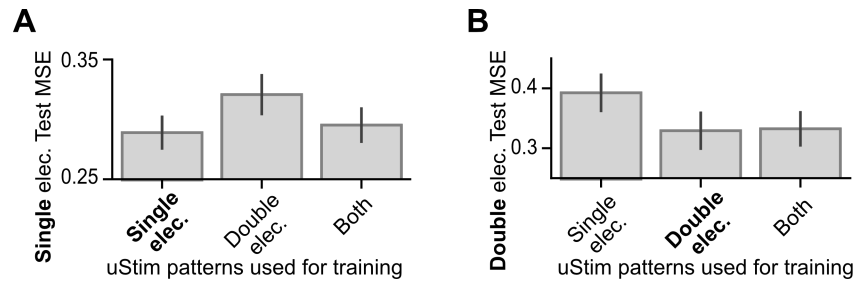 A
Single elec. Test MSE
0.35
0.25
Single
elec.
Double
elec.
Both
uStim patterns used for training
B
Double elec. Test MSE
0.4
0.3
Single
elec.
Double
elec.
Both
uStim patterns used for training